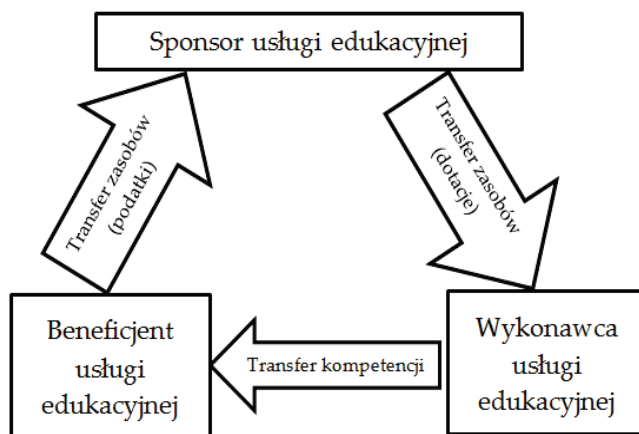 Sponsor usługi edukacyjnej
Transfer zasobów
(podatki)
Transfer zasobów
(dotacje)
Beneficjent
usługi
edukacyjnej
Transfer kompetencji
Wykonawca
usługi
edukacyjnej